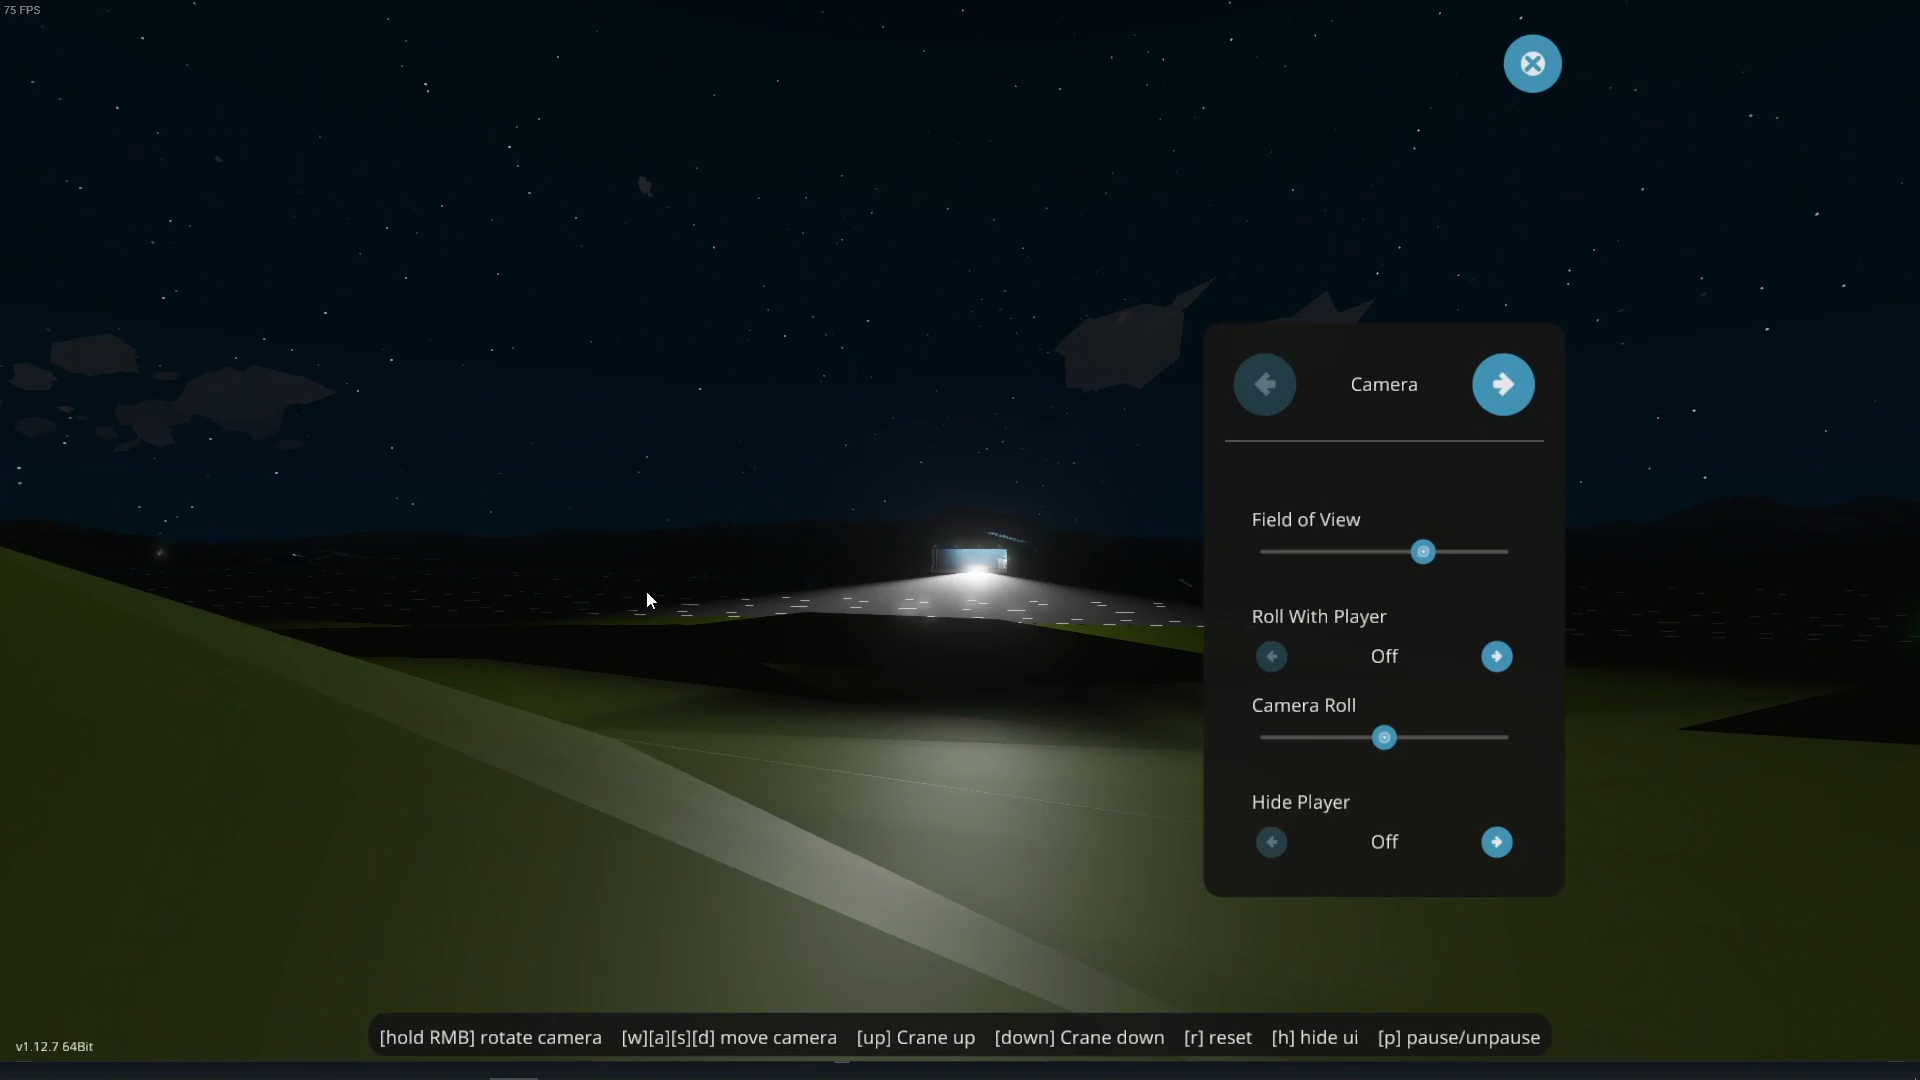 75 FPS
Camera
Field of View
Roll With Player
Off
Camera Roll
Hide Player
Off
[hold RMB] rotate camera [w][a][s][d] move camera [up] Crane up [down] Crane down [r] reset [h] hide ui [p] pause/unpause
v1.12.7 64Bit